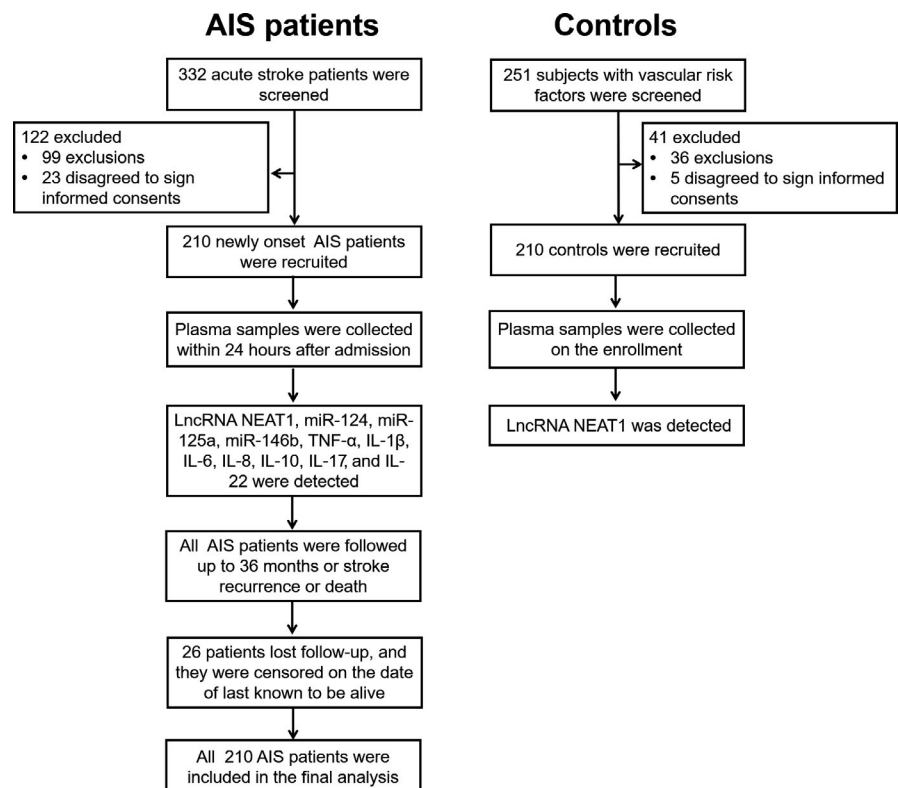 AIS patients
332 acute stroke patients were
screened
122 excluded
• 99 exclusions
• 23 disagreed to sign
informed consents
210 newly onset AIS patients
were recruited
Plasma samples were collected
within 24 hours after admission
LncRNA NEAT1, miR-124, miR-
125a, miR-146b, TNF-α, IL-1β,
IL-6, IL-8, IL-10, IL-17, and IL-
22 were detected
All AIS patients were followed
up to 36 months or stroke
recurrence or death
26 patients lost follow-up, and
they were censored on the date
of last known to be alive
All 210 AIS patients were
included in the final analysis
Controls
251 subjects with vascular risk
factors were screened
41 excluded
• 36 exclusions
• 5 disagreed to sign informed
consents
210 controls were recruited
Plasma samples were collected
on the enrollment
LncRNA NEAT1 was detected